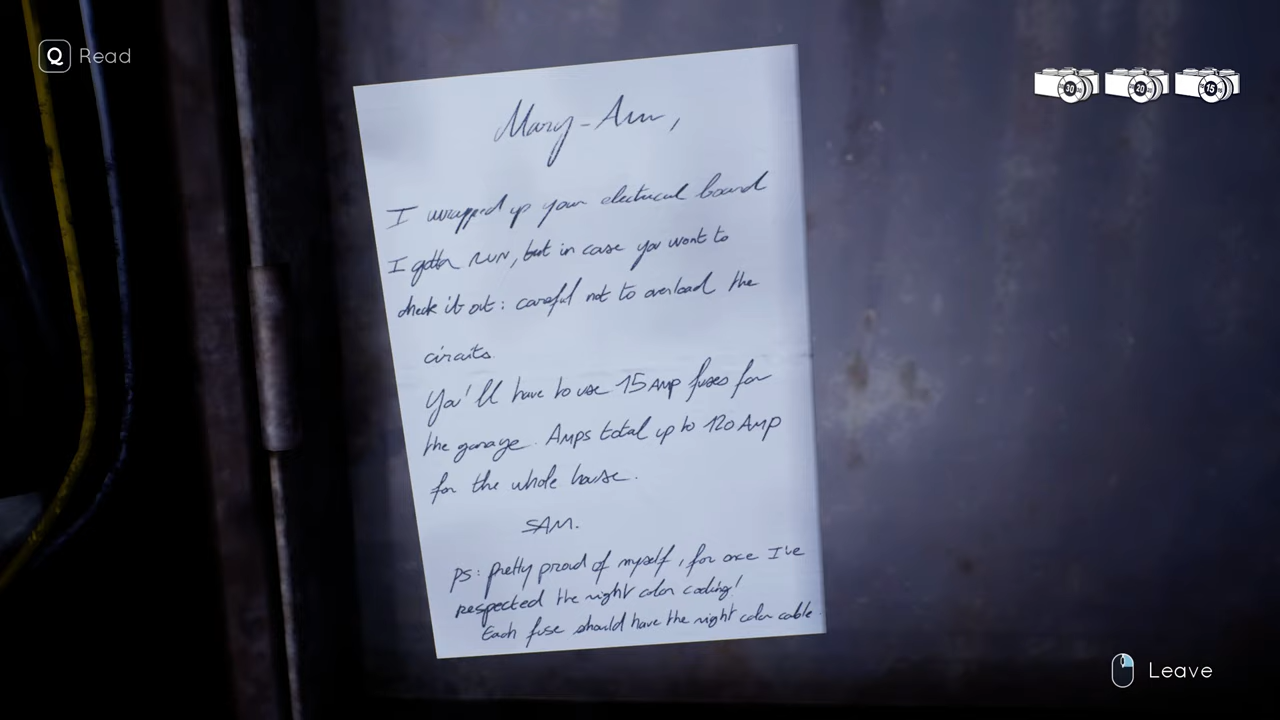 Q Read
30 20 15
Mary-Ann,
I wrapped up your electrical board
I gotta RUN, but in case you want to
check it out: careful not to overload the
circuits.
You'll have to use 15 AMP fuses for
the garage. Amps total up to 120 AMP
for the whole house.
SAM.
PS: pretty proud of myself, for once I've
respected the right color coding!
Each fuse should have the right color cable
Leave